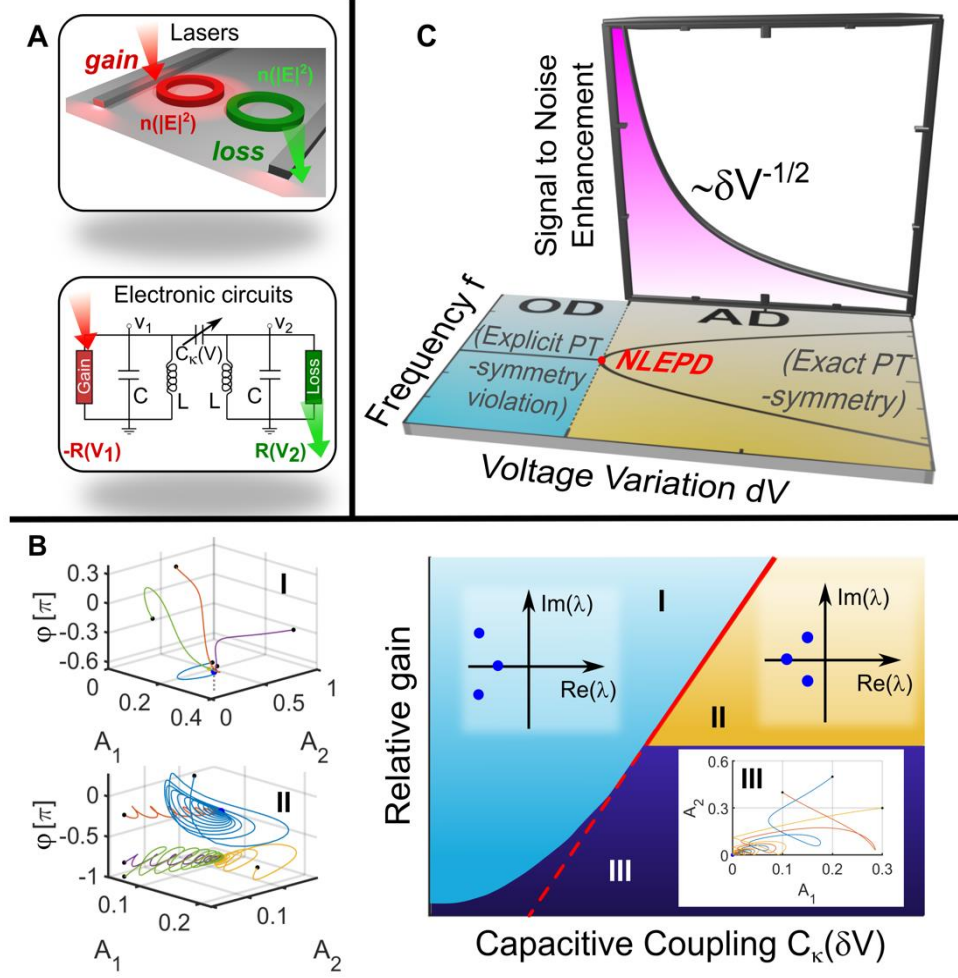 A
Lasers
gain
n(|E|²)
n(|E|²)
loss
Electronic circuits
V₁
V₂
Cκ(V)
Gain
C
L
L
C
Loss
-R(V₁)
R(V₂)
C
Signal to Noise
Enhancement
~δV⁻¹/²
OD
AD
(Explicit PT
-symmetry
violation)
NLEPD
(Exact PT
-symmetry)
Frequency f
Voltage Variation dV
B
I
φ [π]
0.3
0
-0.3
-0.6
0
0.2
0.4
0
0.5
1
A₁
A₂
II
φ [π]
0
-0.5
-1
0.1
0.2
0.1
A₁
A₂
Relative gain
I
Im(λ)
Re(λ)
Im(λ)
Re(λ)
II
III
III
A₂
0.6
0.3
0
0
0.1
0.2
0.3
A₁
Capacitive Coupling Cκ(δV)